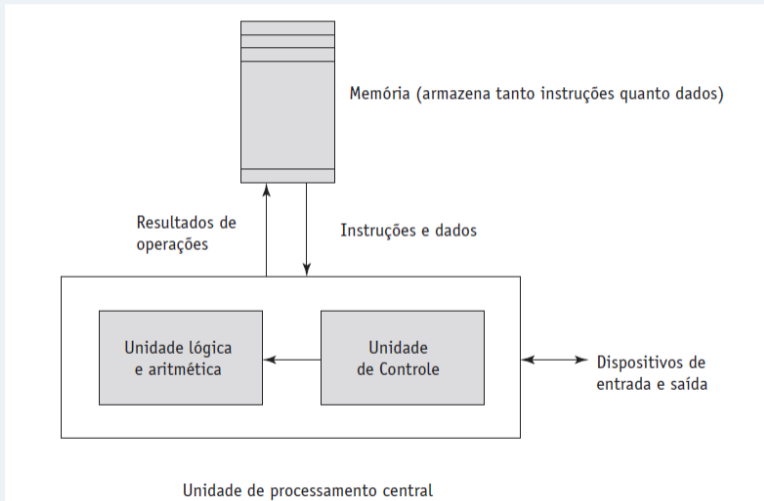 Memória (armazena tanto instruções quanto dados)
Resultados de
operações
Instruções e dados
Unidade lógica
e aritmética
Unidade
de Controle
Dispositivos de
entrada e saída
Unidade de processamento central